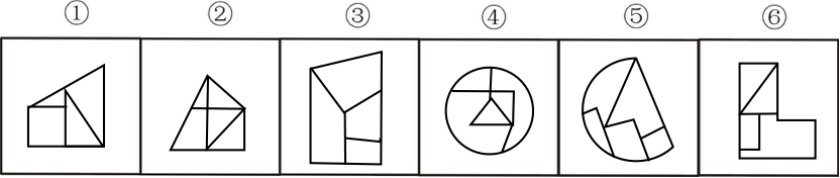 ① ② ③ ④ ⑤ ⑥